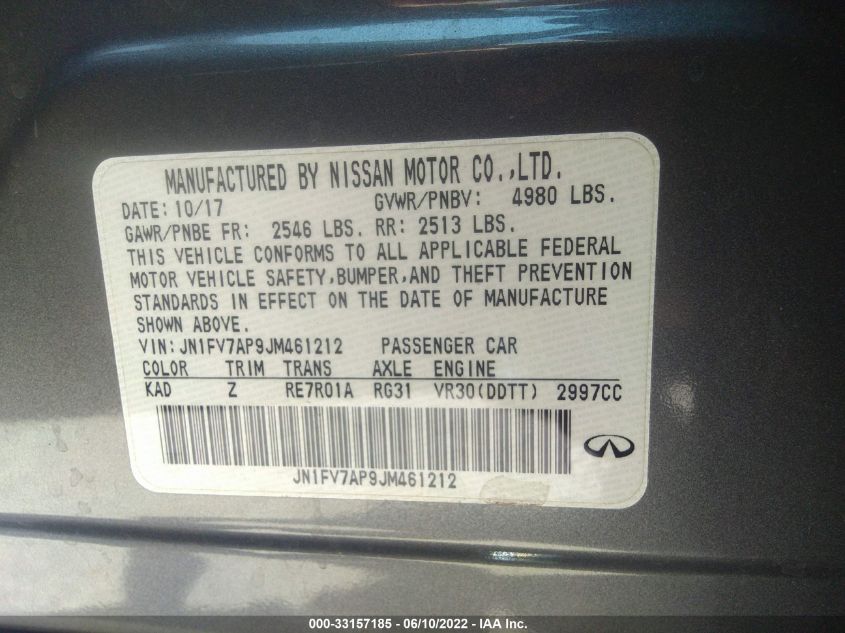 MANUFACTURED BY NISSAN MOTOR CO.,LTD.
DATE: 10/17 GVWR/PNBV: 4980 LBS.
GAWR/PNBE FR: 2546 LBS. RR: 2513 LBS.
THIS VEHICLE CONFORMS TO ALL APPLICABLE FEDERAL
MOTOR VEHICLE SAFETY,BUMPER,AND THEFT PREVENTION
STANDARDS IN EFFECT ON THE DATE OF MANUFACTURE
SHOWN ABOVE.
VIN:JN1FV7AP9JM461212 PASSENGER CAR
COLOR TRIM TRANS AXLE ENGINE
KAD Z RE7R01A RG31 VR30(DDTT) 2997CC
JN1FV7AP9JM461212
000-33157185 - 06/10/2022 - IAA Inc.